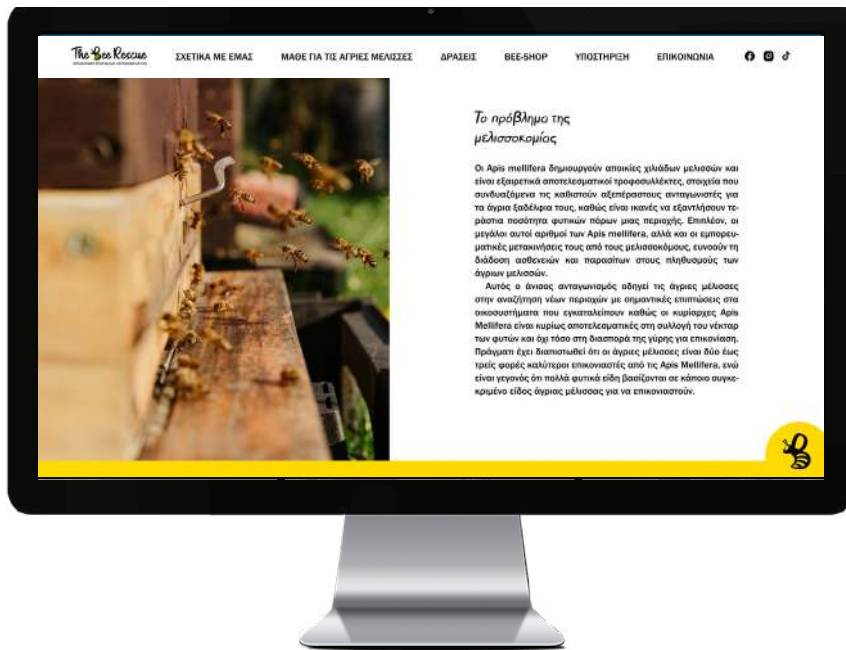 The Bee Rescue
ΣΧΕΤΙΚΑ ΜΕ ΕΜΑΣ
ΜΑΘΕ ΓΙΑ ΤΙΣ ΑΓΡΙΕΣ ΜΕΛΙΣΣΕΣ
ΔΡΑΣΕΙΣ
BEE-SHOP
ΥΠΟΣΤΗΡΙΞΗ
ΕΠΙΚΟΙΝΩΝΙΑ
Το πρόβλημα της
μελισσοκομίας
Οι Apis mellifera δημιουργούν αποικίες χιλιάδων μελισσών και
είναι εξαιρετικά αποτελεσματικοί τροφοσυλλέκτες, στοιχεία που
συνδυαζόμενα τις καθιστούν αξεπέραστους ανταγωνιστές για
τα άγρια ξαδέλφια τους, καθώς είναι ικανές να εξαντλήσουν τε-
ράστια ποσότητα φυτικών πόρων μιας περιοχής. Επιπλέον, οι
μεγάλοι αυτοί αριθμοί των Apis mellifera, αλλά και οι εμπορευ-
ματικές μετακινήσεις τους από τους μελισσοκόμους, ευνοούν τη
διάδοση ασθενειών και παρασίτων στους πληθυσμούς των
άγριων μελισσών.
Αυτός ο άνισος ανταγωνισμός οδηγεί τις άγριες μέλισσες
στην αναζήτηση νέων περιοχών με σημαντικές επιπτώσεις στα
οικοσυστήματα που εγκαταλείπουν καθώς οι κυρίαρχες Apis
Mellifera είναι κυρίως αποτελεσματικές στη συλλογή του νέκταρ
των φυτών και όχι τόσο στη διασπορά της γύρης για επικονίαση.
Πράγματι έχει διαπιστωθεί ότι οι άγριες μέλισσες είναι δύο έως
τρείς φορές καλύτεροι επικονιαστές από τις Apis Mellifera, ενώ
είναι γεγονός ότι πολλά φυτικά είδη βασίζονται σε κάποιο συγκε-
κριμένο είδος άγριας μέλισσας για να επικονιαστούν.